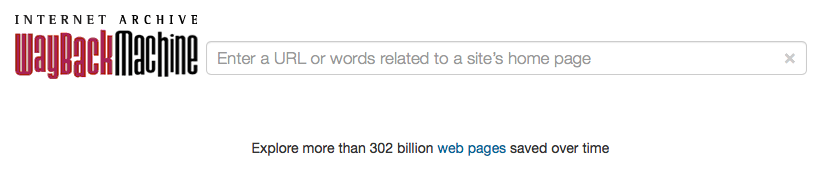 INTERNET ARCHIVE
WayBackMachine
Enter a URL or words related to a site's home page ×
Explore more than 302 billion web pages saved over time